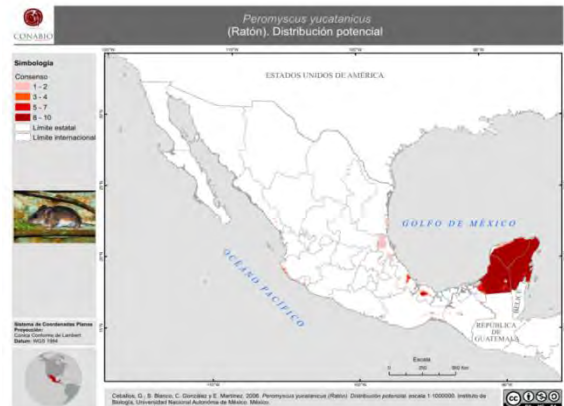 CONABIO
Peromyscus yucatanicus
(Ratón). Distribución potencial
Simbología
Consenso
1 - 2
3 - 4
5 - 7
8 - 10
Límite estatal
Límite internacional
Sistema de Coordenadas Planas
Proyección:
Cónica Conforme de Lambert
Datum: WGS 1984
ESTADOS UNIDOS DE AMÉRICA
GOLFO DE MÉXICO
OCÉANO PACÍFICO
BELICE
REPÚBLICA
DE
GUATEMALA
Escala
Ceballos, G., S. Blanco, C. González y E. Martínez, 2006. Peromyscus yucatanicus (Ratón). Distribución potencial. escala 1:1000000. Instituto de
Biología, Universidad Nacional Autónoma de México. México.